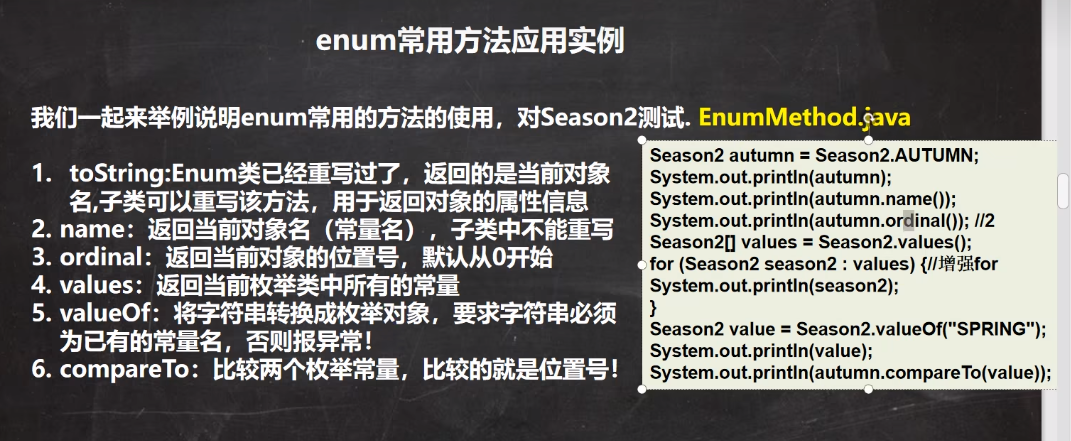 enum常用方法应用实例
我们一起来举例说明enum常用的方法的使用，对Season2测试. EnumMethod.java
1. toString:Enum类已经重写过了，返回的是当前对象
名,子类可以重写该方法，用于返回对象的属性信息
2. name：返回当前对象名（常量名），子类中不能重写
3. ordinal：返回当前对象的位置号，默认从0开始
4. values：返回当前枚举类中所有的常量
5. valueOf：将字符串转换成枚举对象，要求字符串必须
为已有的常量名，否则报异常！
6. compareTo：比较两个枚举常量，比较的就是位置号！
Season2 autumn = Season2.AUTUMN;
System.out.println(autumn);
System.out.println(autumn.name());
System.out.println(autumn.ordinal()); //2
Season2[] values = Season2.values();
for (Season2 season2 : values) {//增强for
System.out.println(season2);
}
Season2 value = Season2.valueOf("SPRING");
System.out.println(value);
System.out.println(autumn.compareTo(value));